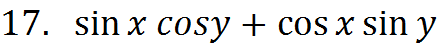 17. sin x cosy + cos x sin y